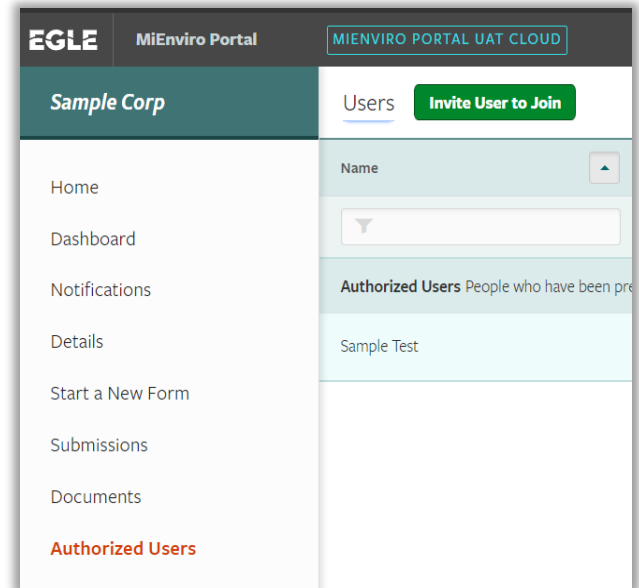 EGLE MiEnviro Portal MIENVIRO PORTAL UAT CLOUD
Sample Corp
Users Invite User to Join
Home
Dashboard
Notifications
Details
Start a New Form
Submissions
Documents
Authorized Users
Name
Authorized Users People who have been pre
Sample Test